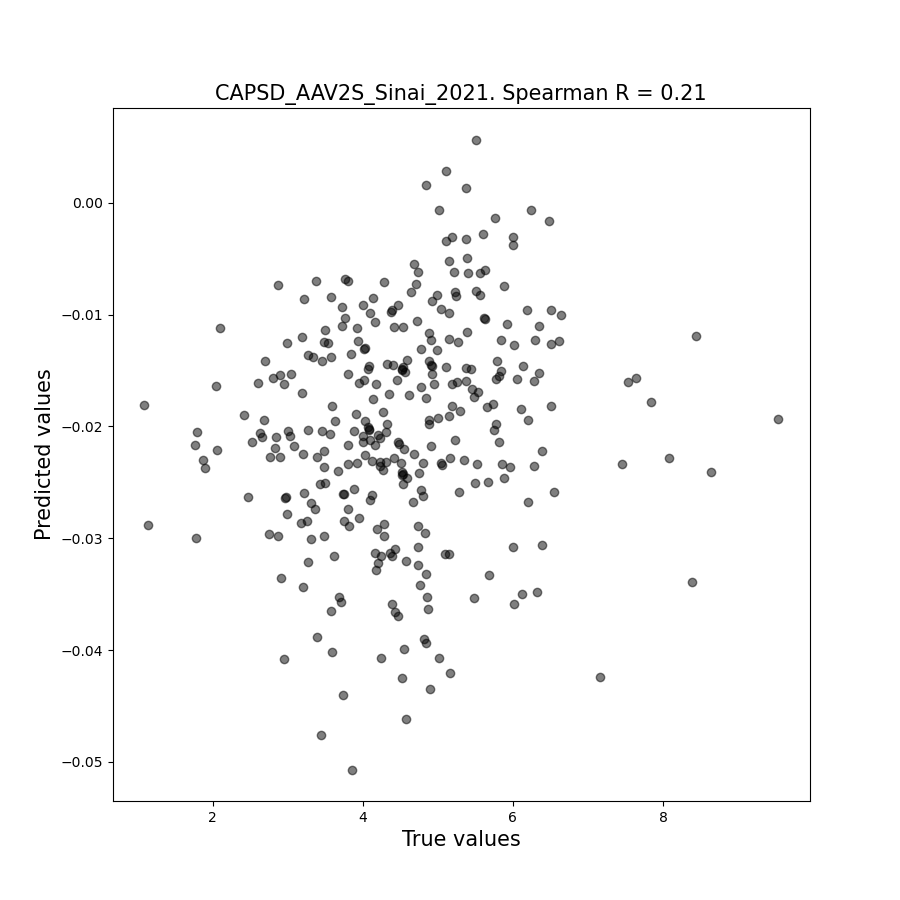 CAPSD_AAV2S_Sinai_2021. Spearman R = 0.21
0.00
−0.01
−0.02
−0.03
−0.04
−0.05
Predicted values
2 4 6 8
True values